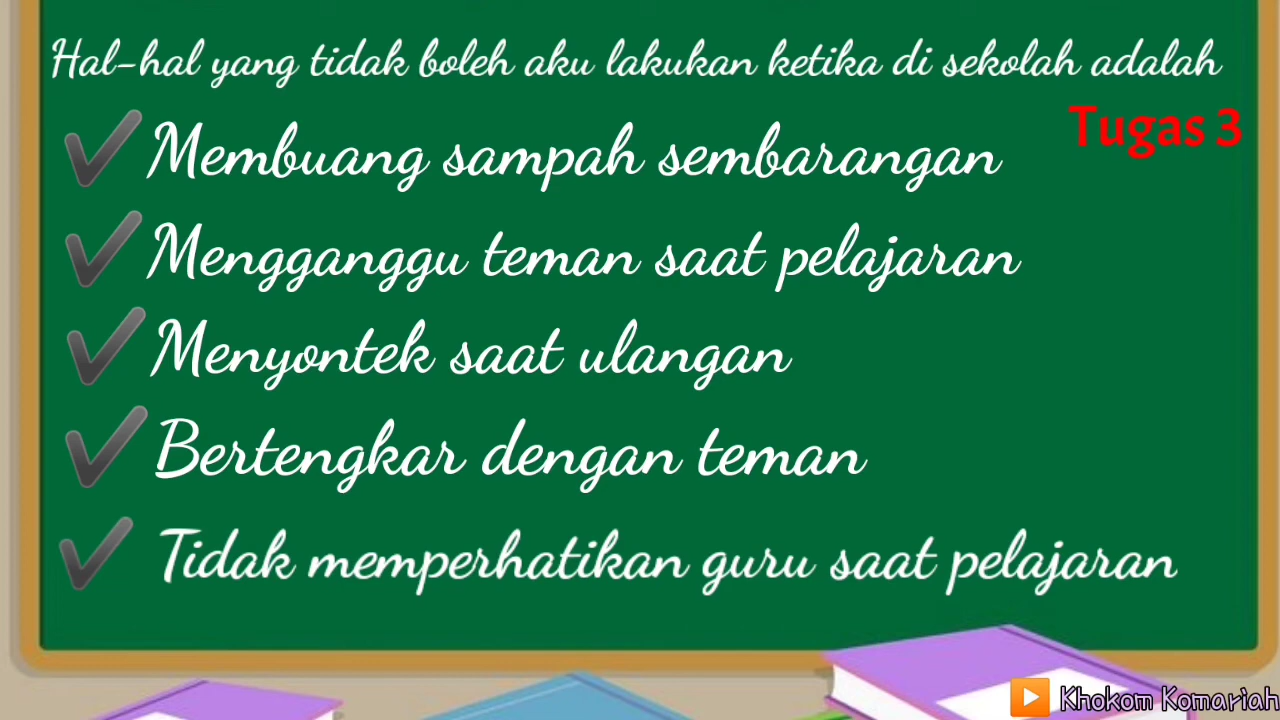 Hal-hal yang tidak boleh aku lakukan ketika di sekolah adalah
Tugas 3
✔ Membuang sampah sembarangan
✔ Mengganggu teman saat pelajaran
✔ Menyontek saat ulangan
✔ Bertengkar dengan teman
✔ Tidak memperhatikan guru saat pelajaran
Khokom Komariah